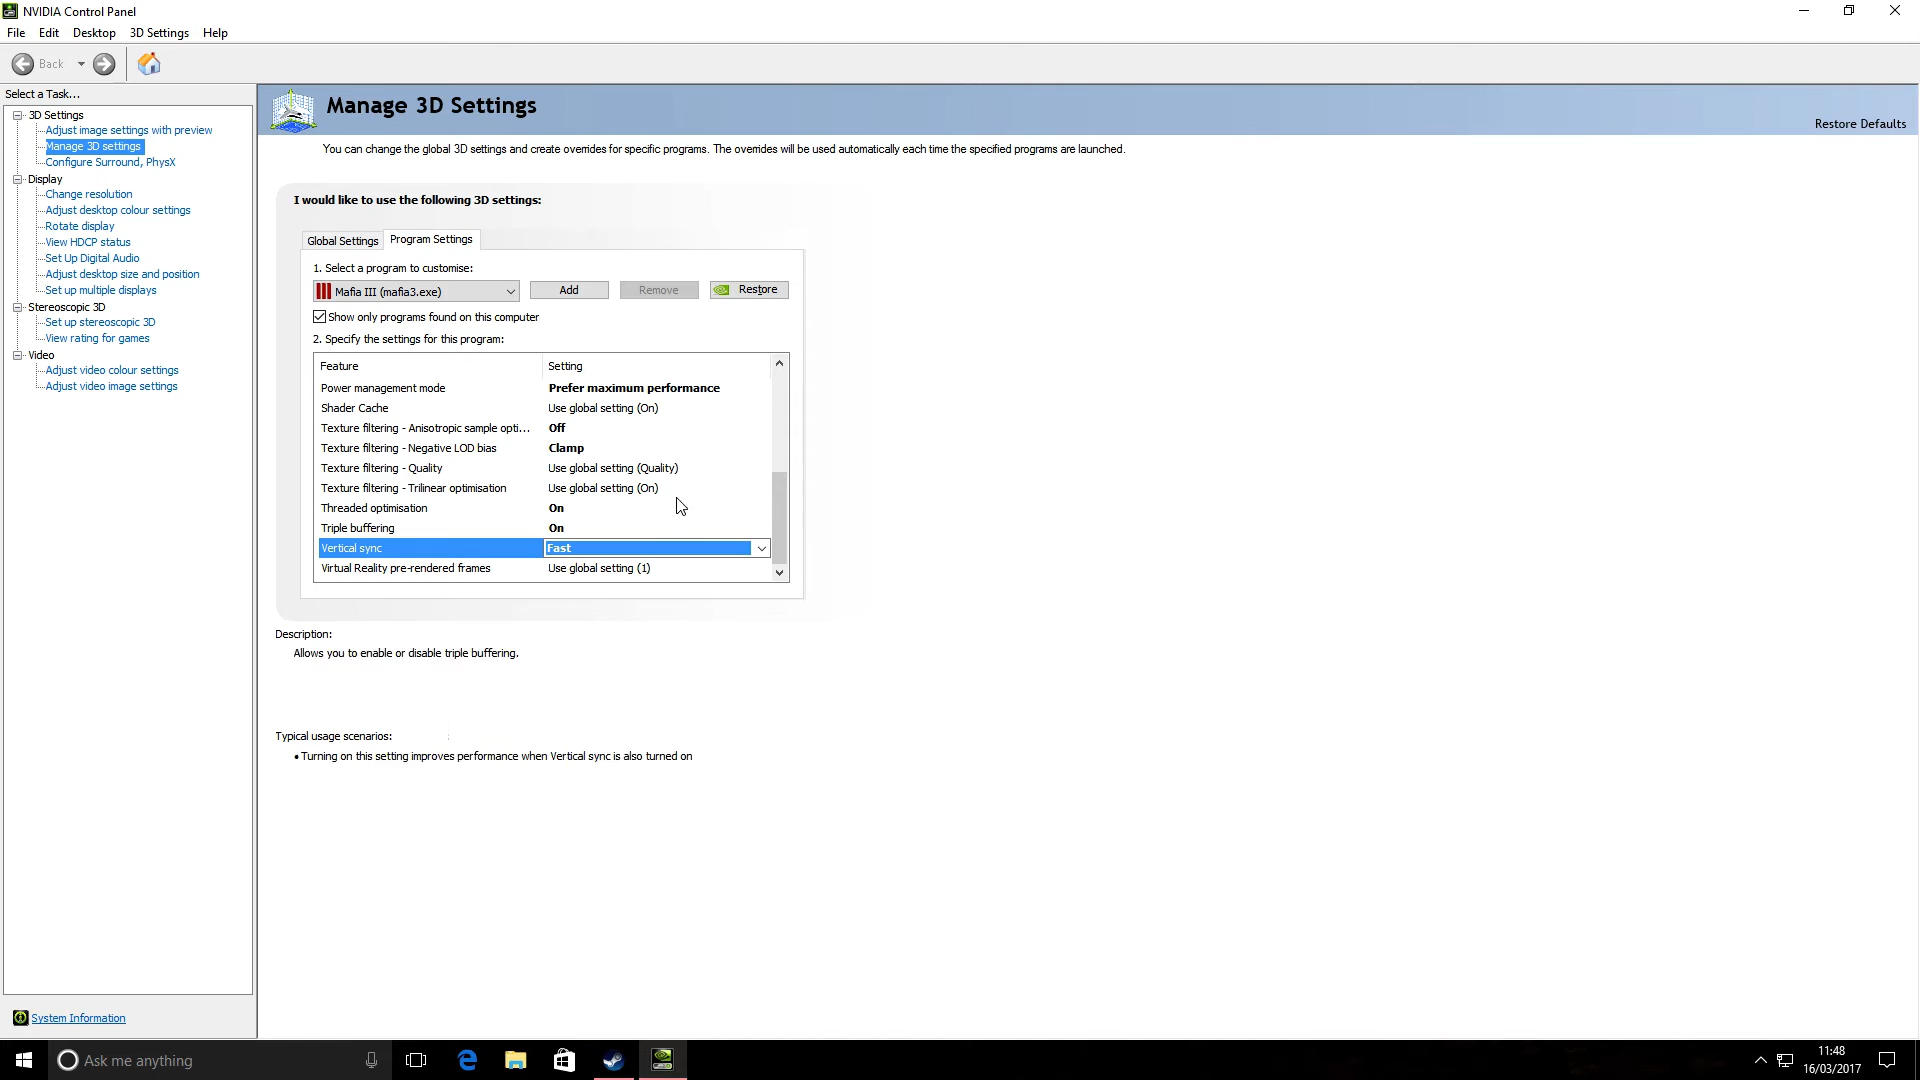 NVIDIA Control Panel
File Edit Desktop 3D Settings Help
Back
Select a Task...
3D Settings
Adjust image settings with preview
Manage 3D settings
Configure Surround, PhysX
Display
Change resolution
Adjust desktop colour settings
Rotate display
View HDCP status
Set Up Digital Audio
Adjust desktop size and position
Set up multiple displays
Stereoscopic 3D
Set up stereoscopic 3D
View rating for games
Video
Adjust video colour settings
Adjust video image settings
System Information
Manage 3D Settings
Restore Defaults
You can change the global 3D settings and create overrides for specific programs. The overrides will be used automatically each time the specified programs are launched.
I would like to use the following 3D settings:
Global Settings Program Settings
1. Select a program to customise:
Mafia III (mafia3.exe) Add Remove Restore
Show only programs found on this computer
2. Specify the settings for this program:
Feature Setting
Power management mode Prefer maximum performance
Shader Cache Use global setting (On)
Texture filtering - Anisotropic sample opti... Off
Texture filtering - Negative LOD bias Clamp
Texture filtering - Quality Use global setting (Quality)
Texture filtering - Trilinear optimisation Use global setting (On)
Threaded optimisation On
Triple buffering On
Vertical sync Fast
Virtual Reality pre-rendered frames Use global setting (1)
Description:
Allows you to enable or disable triple buffering.
Typical usage scenarios:
• Turning on this setting improves performance when Vertical sync is also turned on
Ask me anything
11:48
16/03/2017